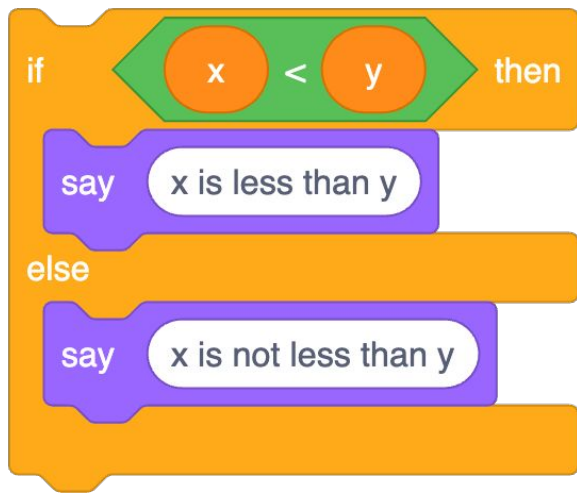 if x < y then
say x is less than y
else
say x is not less than y